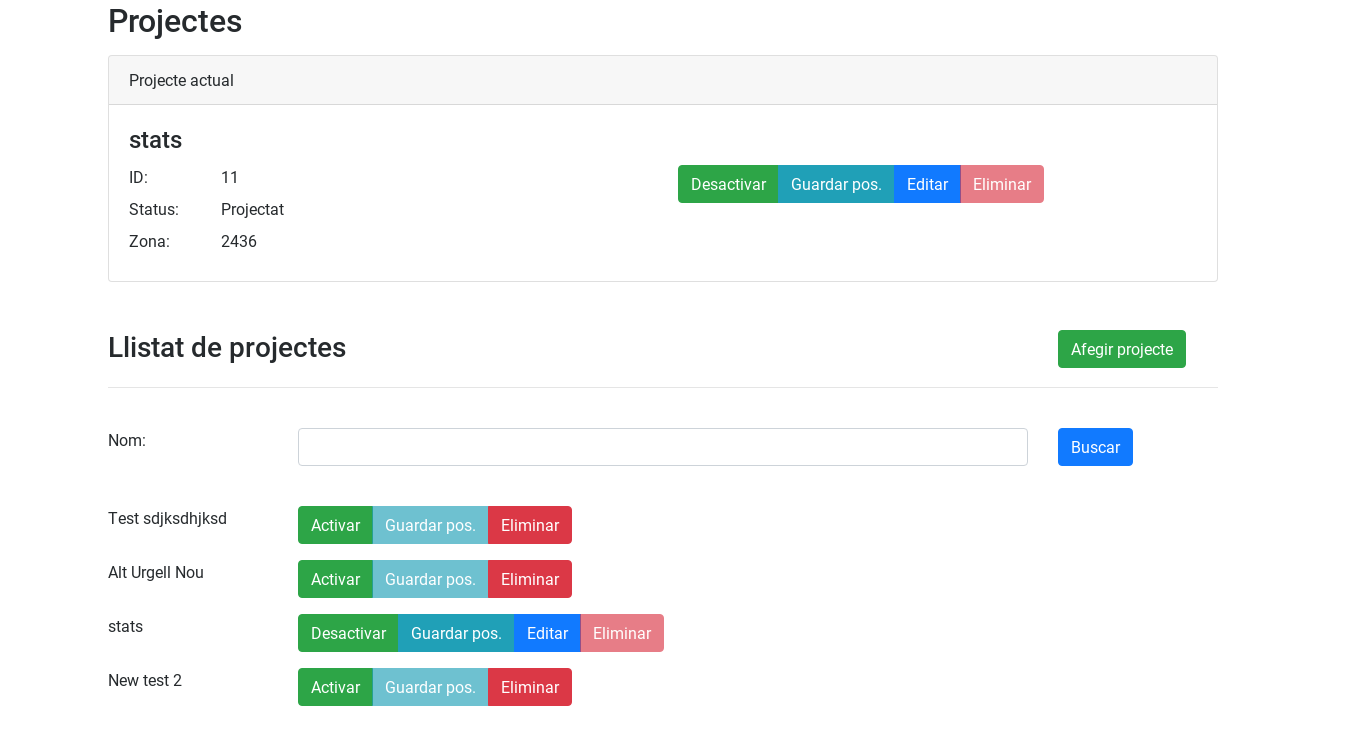 Projectes
Projecte actual
stats
ID: 11
Desactivar Guardar pos. Editar Eliminar
Status: Projectat
Zona: 2436
Llistat de projectes
Afegir projecte
Nom:
Buscar
Test sdjksdhjksd Activar Guardar pos. Eliminar
Alt Urgell Nou Activar Guardar pos. Eliminar
stats Desactivar Guardar pos. Editar Eliminar
New test 2 Activar Guardar pos. Eliminar